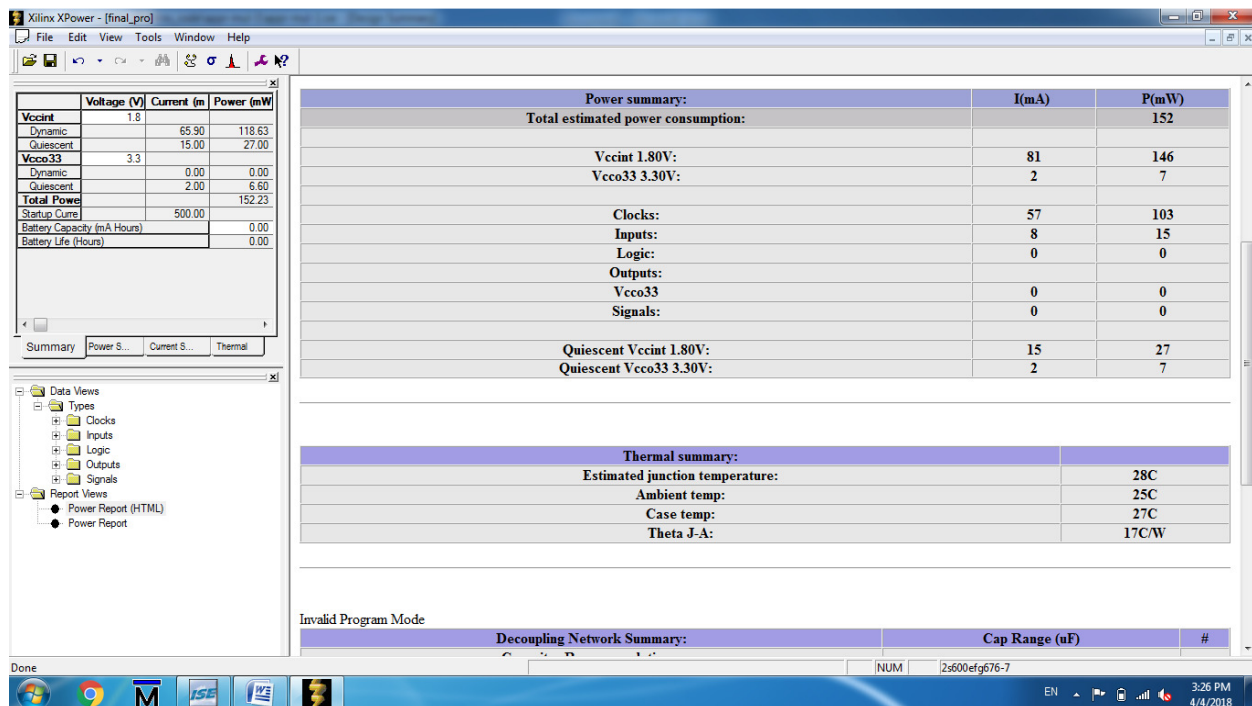 Xilinx XPower - [final_pro]
File Edit View Tools Window Help
Voltage (V) Current (m Power (mW
Vccint 1.8
Dynamic 65.90 118.63
Quiescent 15.00 27.00
Vcco33 3.3
Dynamic 0.00 0.00
Quiescent 2.00 6.60
Total Powe 152.23
Startup Curre 500.00
Battery Capacity (mA Hours) 0.00
Battery Life (Hours) 0.00
Summary Power S... Current S... Thermal
Data Views
Types
Clocks
Inputs
Logic
Outputs
Signals
Report Views
Power Report (HTML)
Power Report
Power summary: I(mA) P(mW)
Total estimated power consumption: 152
Vccint 1.80V: 81 146
Vcco33 3.30V: 2 7
Clocks: 57 103
Inputs: 8 15
Logic: 0 0
Outputs:
Vcco33 0 0
Signals: 0 0
Quiescent Vccint 1.80V: 15 27
Quiescent Vcco33 3.30V: 2 7
Thermal summary:
Estimated junction temperature: 28C
Ambient temp: 25C
Case temp: 27C
Theta J-A: 17C/W
Invalid Program Mode
Decoupling Network Summary: Cap Range (uF) #
Done NUM 2s600efg676-7
M ISE W EN 3:26 PM
4/4/2018